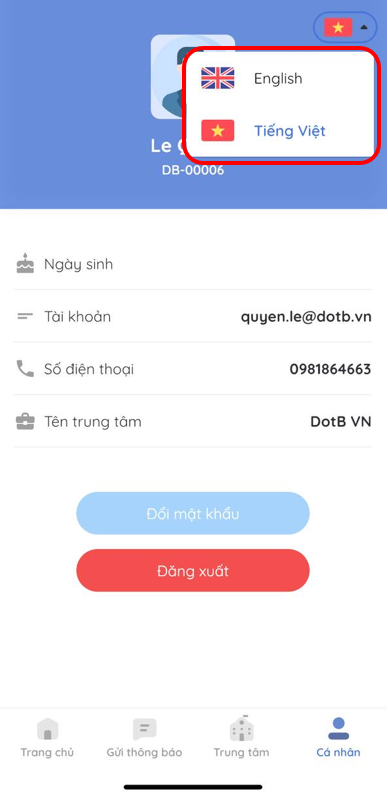 English
Tiếng Việt
Le
DB-00006
Ngày sinh
Tài khoản quyen.le@dotb.vn
Số điện thoại 0981864663
Tên trung tâm DotB VN
Đổi mật khẩu
Đăng xuất
Trang chủ Gửi thông báo Trung tâm Cá nhân